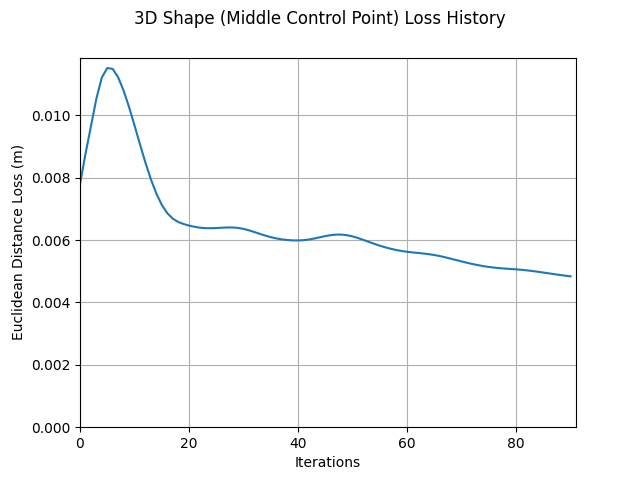 3D Shape (Middle Control Point) Loss History
Euclidean Distance Loss (m)
0.010
0.008
0.006
0.004
0.002
0.000
0 20 40 60 80
Iterations